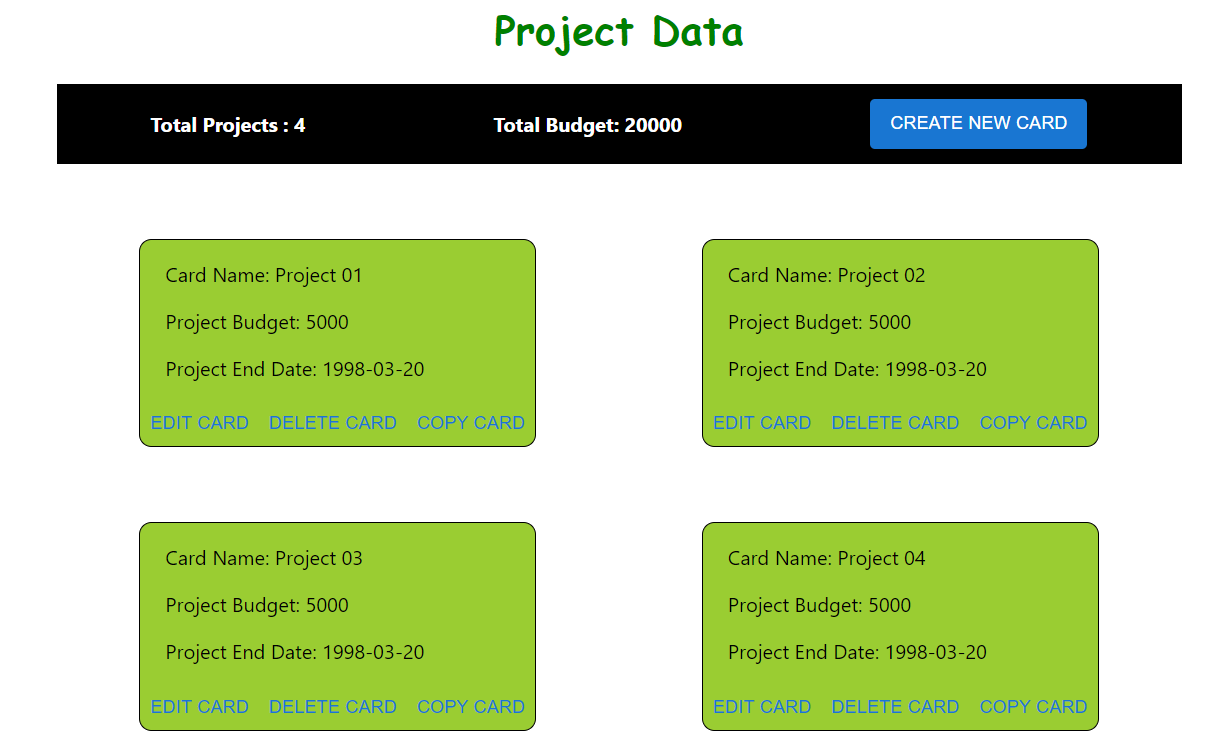 Project Data
Total Projects : 4
Total Budget: 20000
CREATE NEW CARD
Card Name: Project 01
Project Budget: 5000
Project End Date: 1998-03-20
EDIT CARD DELETE CARD COPY CARD
Card Name: Project 02
Project Budget: 5000
Project End Date: 1998-03-20
EDIT CARD DELETE CARD COPY CARD
Card Name: Project 03
Project Budget: 5000
Project End Date: 1998-03-20
EDIT CARD DELETE CARD COPY CARD
Card Name: Project 04
Project Budget: 5000
Project End Date: 1998-03-20
EDIT CARD DELETE CARD COPY CARD